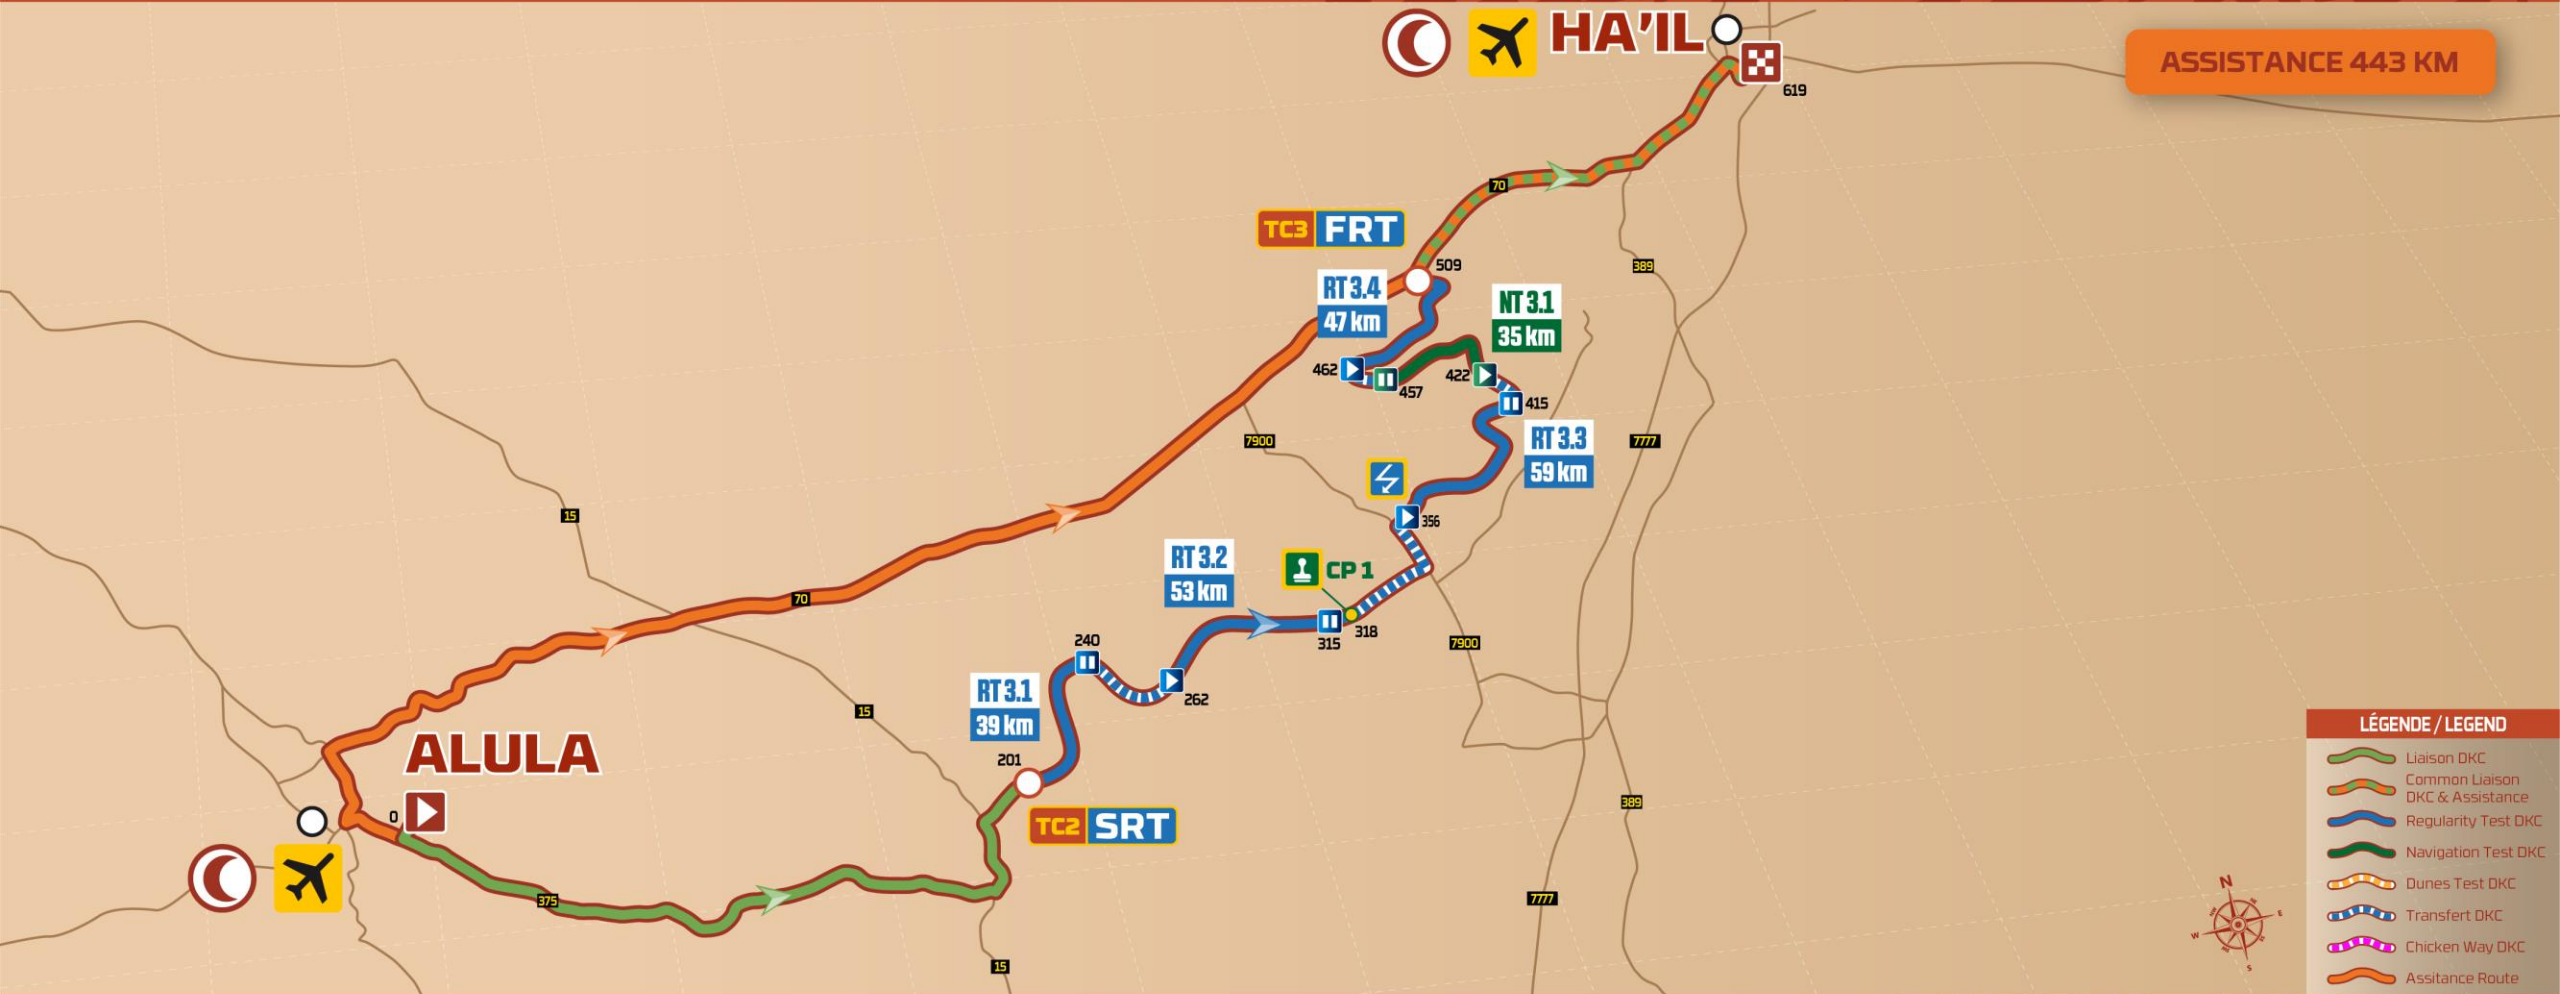 HA'IL
ASSISTANCE 443 KM
619
70
TC3 FRT
389
509
RT 3.4
47 km
NT 3.1
35 km
462
457
422
415
7900
RT 3.3
59 km
7777
15
356
RT 3.2
53 km
CP 1
70
318
315
240
7900
262
RT 3.1
39 km
15
201
ALULA
0
TC2 SRT
389
375
7777
15
LÉGENDE / LEGEND
Liaison DKC
Common Liaison
DKC & Assistance
Regularity Test DKC
Navigation Test DKC
Dunes Test DKC
Transfert DKC
Chicken Way DKC
Assitance Route
N
E
W
S